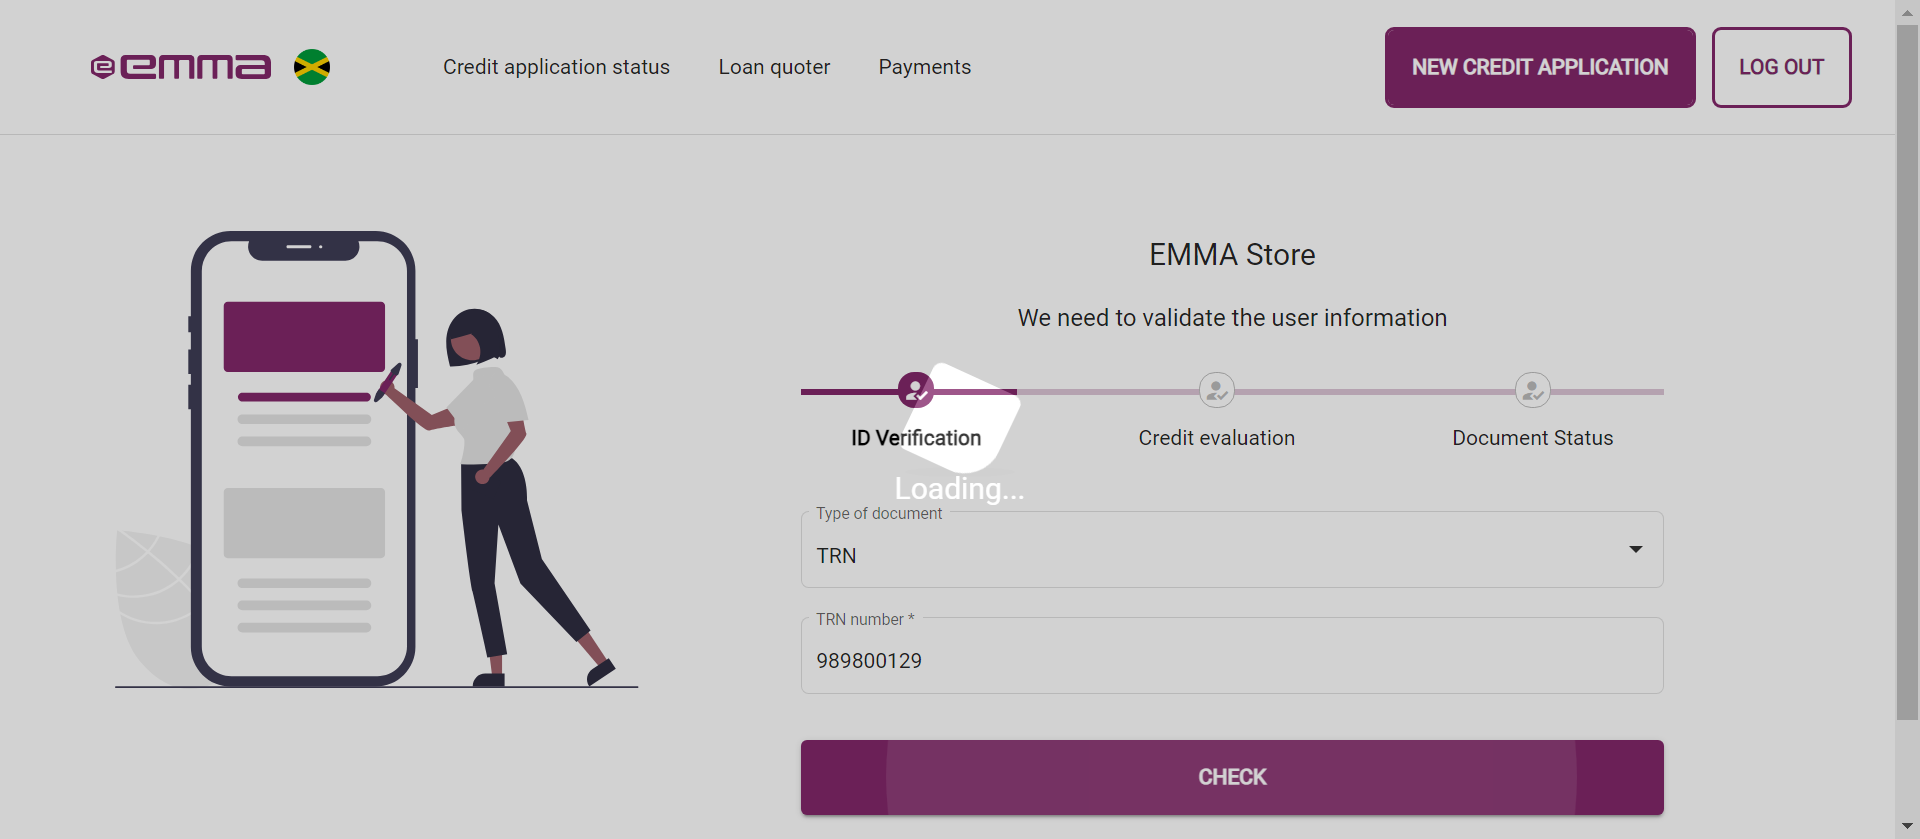 emma
Credit application status
Loan quoter
Payments
NEW CREDIT APPLICATION
LOG OUT
EMMA Store
We need to validate the user information
ID Verification
Credit evaluation
Document Status
Loading...
Type of document
TRN
TRN number *
989800129
CHECK